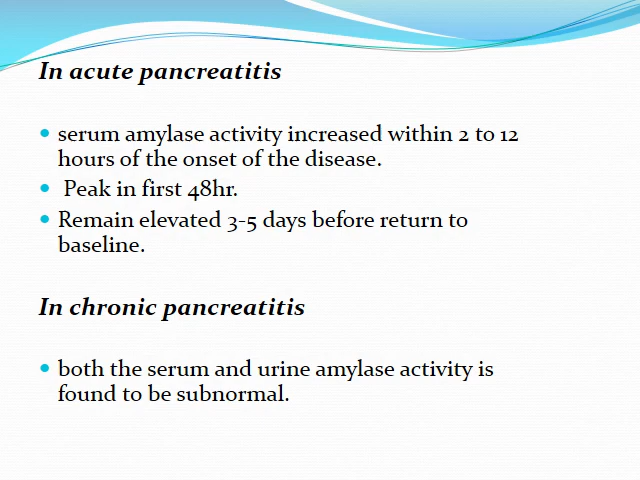 In acute pancreatitis
serum amylase activity increased within 2 to 12
hours of the onset of the disease.
Peak in first 48hr.
Remain elevated 3-5 days before return to
baseline.
In chronic pancreatitis
both the serum and urine amylase activity is
found to be subnormal.